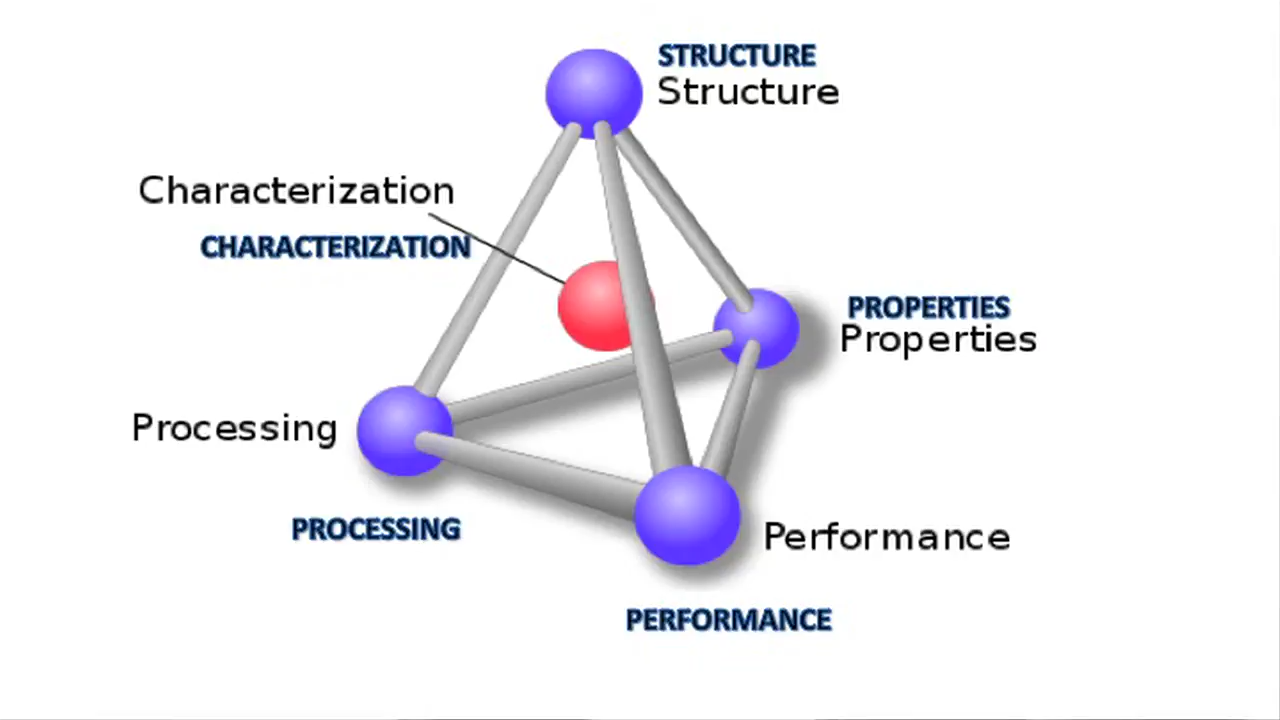 STRUCTURE
Structure
Characterization
CHARACTERIZATION
PROPERTIES
Properties
Processing
PROCESSING
Performance
PERFORMANCE